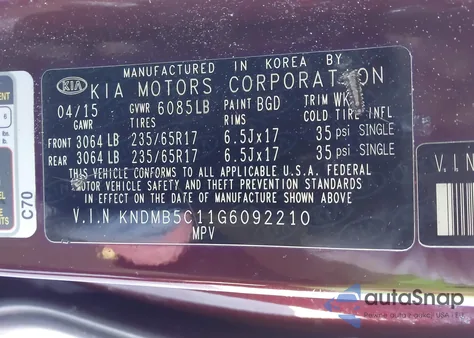 MANUFACTURED IN KOREA BY
KIA KIA MOTORS CORPORATION
04/15 GVWR 6085LB PAINT BGD TRIM WK
GAWR TIRES RIMS COLD TIRE INFL
FRONT 3064 LB 235/65R17 6.5Jx17 35 psi SINGLE
REAR 3064 LB 235/65R17 6.5Jx17 35 psi SINGLE
THIS VEHICLE CONFORMS TO ALL APPLICABLE U.S.A. FEDERAL
MOTOR VEHICLE SAFETY AND THEFT PREVENTION STANDARDS
IN EFFECT ON THE DATE OF MANUFACTURE SHOWN ABOVE.
V.I.N KNDMB5C11G6092210
MPV
C70
V.I.N
autoSnap